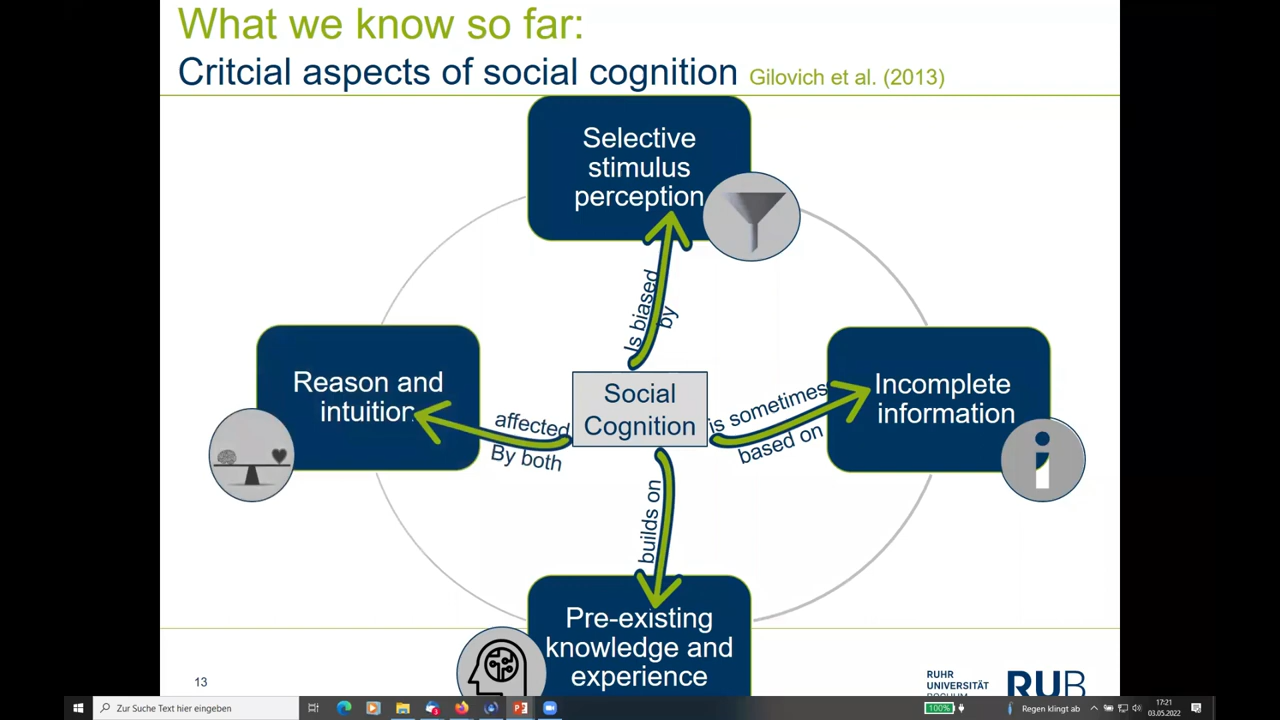 What we know so far:
Critcial aspects of social cognition Gilovich et al. (2013)
Selective
stimulus
perception
Is biased
by
Reason and
intuition
affected
By both
Social
Cognition
is sometimes
based on
Incomplete
information
builds on
Pre-existing
knowledge and
experience
13
RUHR
UNIVERSITÄT
BOCHUM
RUB
Zur Suche Text hier eingeben
100%
Regen klingt ab
17:21
03.05.2022